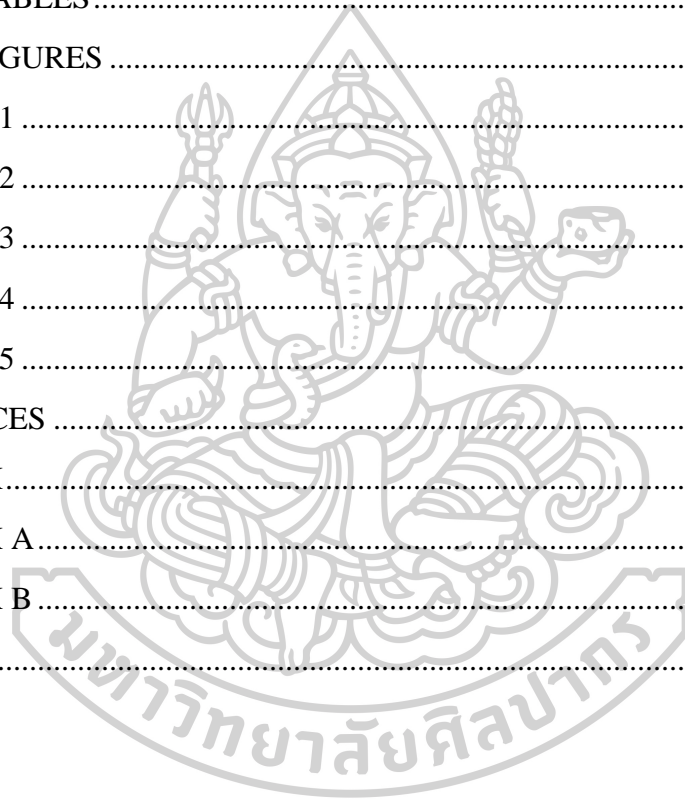 ABLES..............................................................................
GURES ............................................................................
1 .......................................................................................
2 .......................................................................................
3 .......................................................................................
4 .......................................................................................
5 .......................................................................................
CES ...................................................................................
.........................................................................................
A .....................................................................................
B .....................................................................................
.........................................................................................
มหาวิทยาลัยศิลปากร